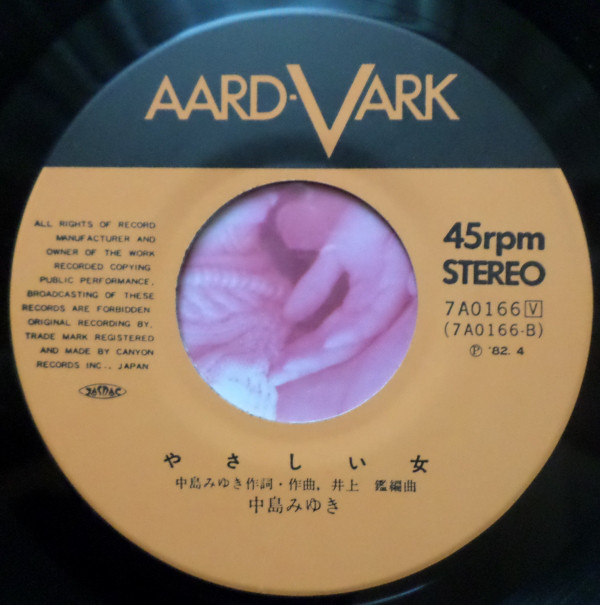 AARD-VARK
ALL RIGHTS OF RECORD
MANUFACTURER AND
OWNER OF THE WORK
RECORDED COPYING
PUBLIC PERFORMANCE,
BROADCASTING OF THESE
RECORDS ARE FORBIDDEN.
ORIGINAL RECORDING BY,
TRADE MARK REGISTERED
AND MADE BY CANYON
RECORDS INC., JAPAN
JASRAC
45rpm
STEREO
7A0166 V
(7A0166-B)
Ⓟ '82. 4
やさしい女
中島みゆき作詞・作曲, 井上 鑑編曲
中島みゆき